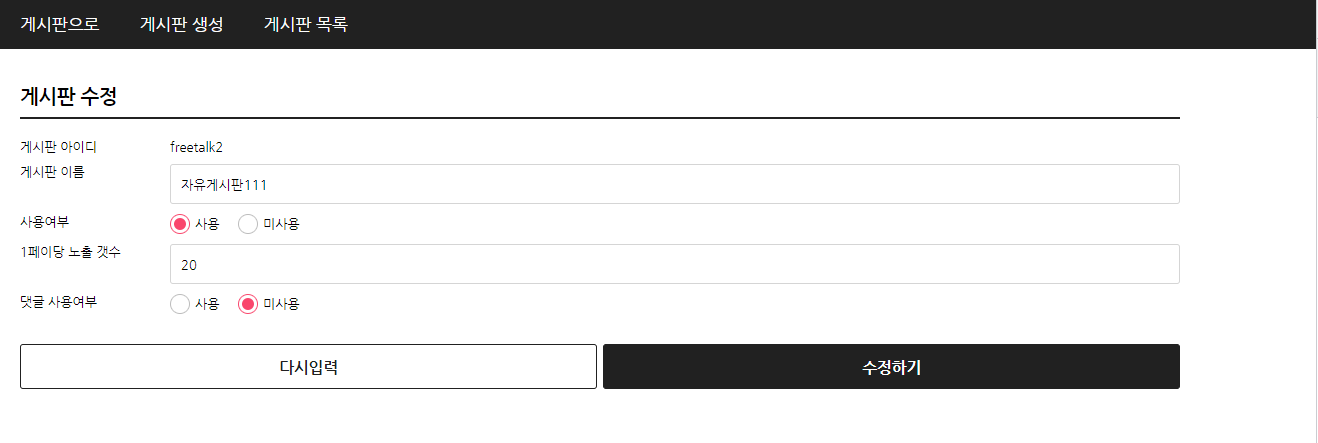 게시판으로 게시판 생성 게시판 목록
게시판 수정
게시판 아이디 freetalk2
게시판 이름 자유게시판111
사용여부 사용 미사용
1페이당 노출 갯수 20
댓글 사용여부 사용 미사용
다시입력 수정하기